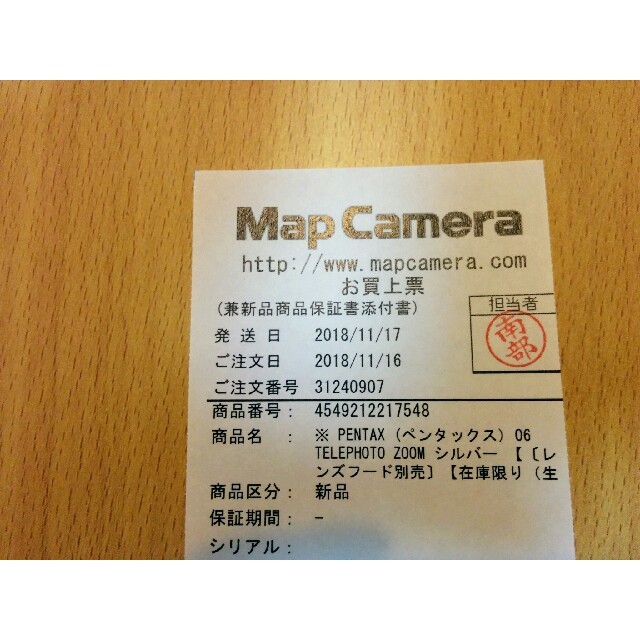 Map Camera
http://www.mapcamera.com
お買上票
(兼新品商品保証書添付書)
担当者
南部
発送日 2018/11/17
ご注文日 2018/11/16
ご注文番号 31240907
商品番号: 4549212217548
商品名 : ※ PENTAX (ペンタックス) 06
TELEPHOTO ZOOM シルバー 【〔レ
ンズフード別売〕【在庫限り (生
商品区分: 新品
保証期間: -
シリアル: